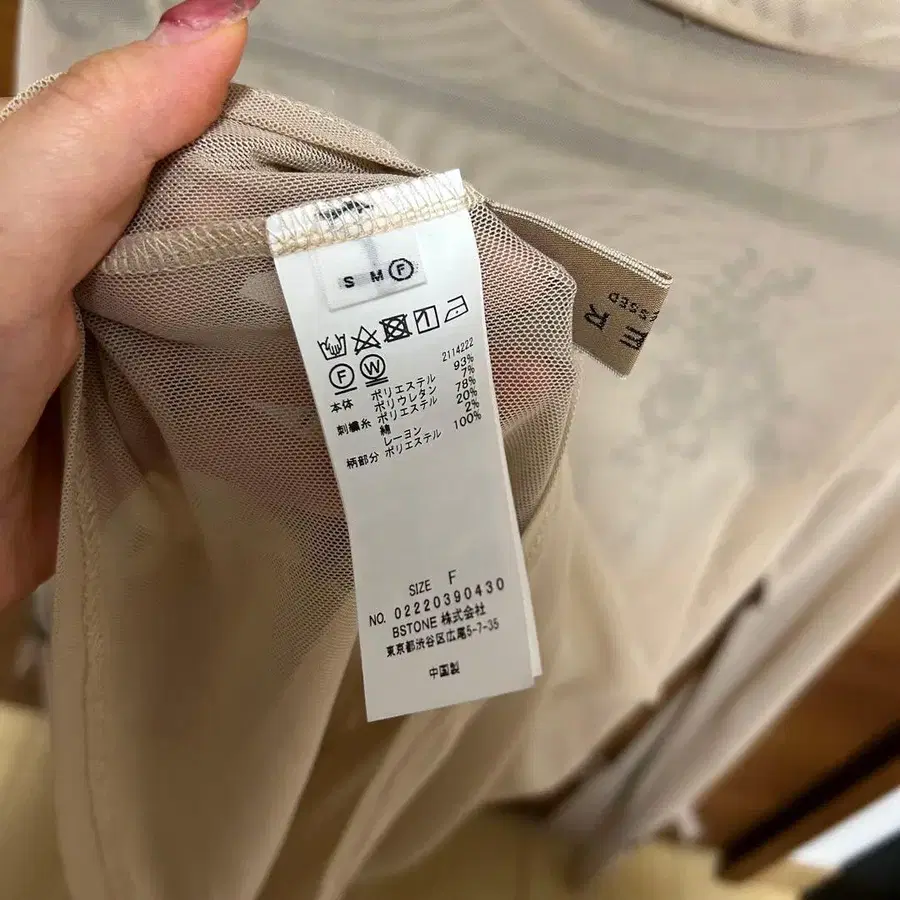 S M F
F W
2114222
本体 ポリエステル 93%
ポリウレタン 7%
刺繍糸 ポリエステル 78%
綿 20%
レーヨン 2%
柄部分 ポリエステル 100%
SIZE F
NO. 02220390430
BSTONE 株式会社
東京都渋谷区広尾5-7-35
中国製